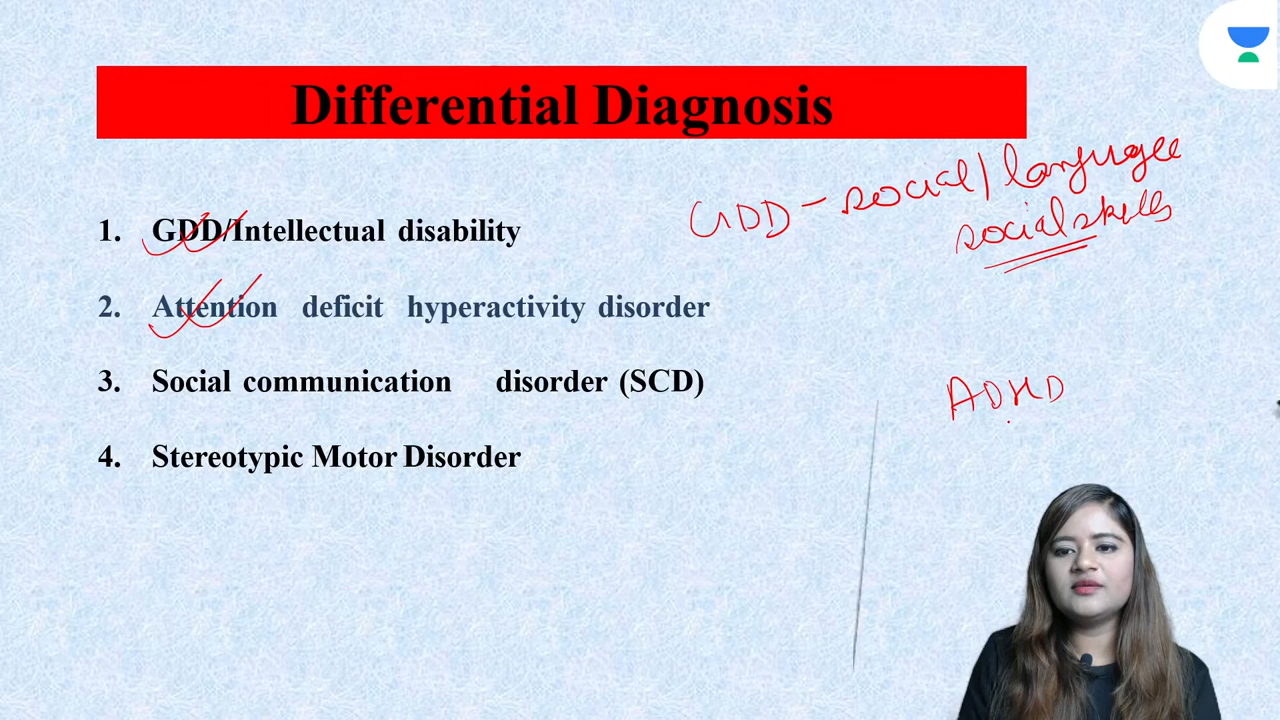 Differential Diagnosis
GDD - social/language
social skills
1. GDD/Intellectual disability
2. Attention deficit hyperactivity disorder
3. Social communication disorder (SCD)
ADHD
4. Stereotypic Motor Disorder